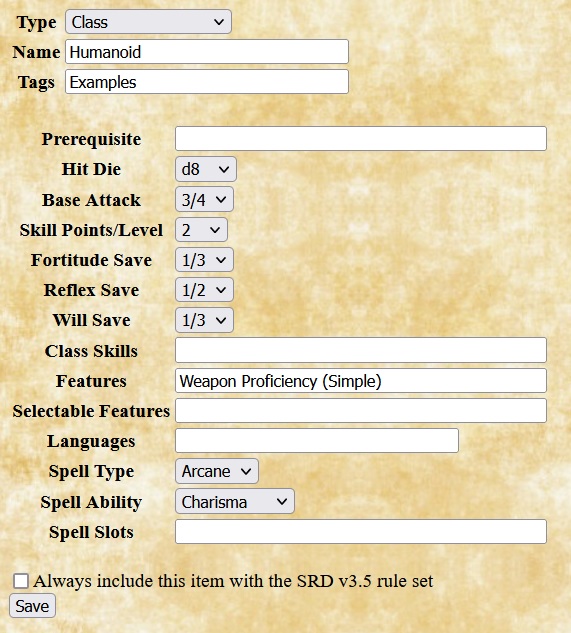 Type Class
Name Humanoid
Tags Examples
Prerequisite
Hit Die d8
Base Attack 3/4
Skill Points/Level 2
Fortitude Save 1/3
Reflex Save 1/2
Will Save 1/3
Class Skills
Features Weapon Proficiency (Simple)
Selectable Features
Languages
Spell Type Arcane
Spell Ability Charisma
Spell Slots
Always include this item with the SRD v3.5 rule set
Save